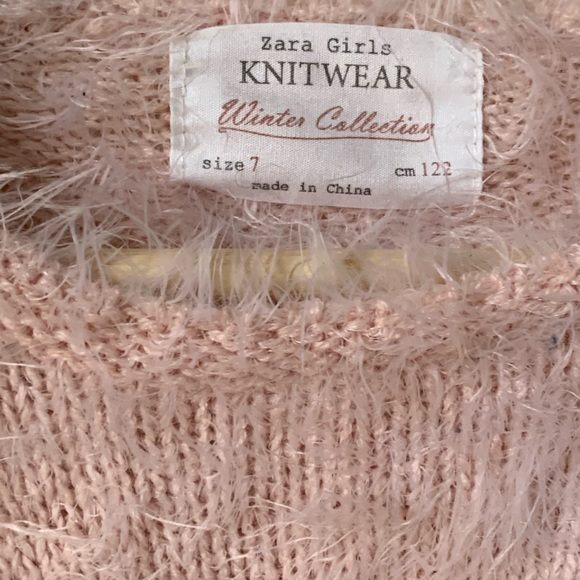 Zara Girls
KNITWEAR
Winter Collection
size 7 cm 122
made in China